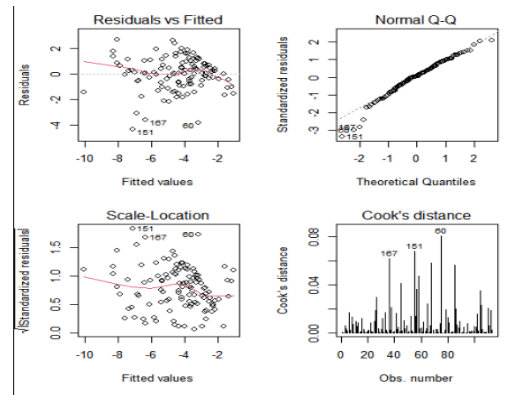 Residuals vs Fitted
Residuals
2
0
-2
-4
167
151
60
-10 -8 -6 -4 -2
Fitted values
Normal Q-Q
Standardized residuals
2
1
0
-1
-2
-3
167
60
151
-2 -1 0 1 2
Theoretical Quantiles
Scale-Location
√|Standardized residuals|
1.5
1.0
0.5
0.0
151
167
60
-10 -8 -6 -4 -2
Fitted values
Cook's distance
Cook's distance
0.08
0.04
0.00
60
151
167
0 20 40 60 80
Obs. number